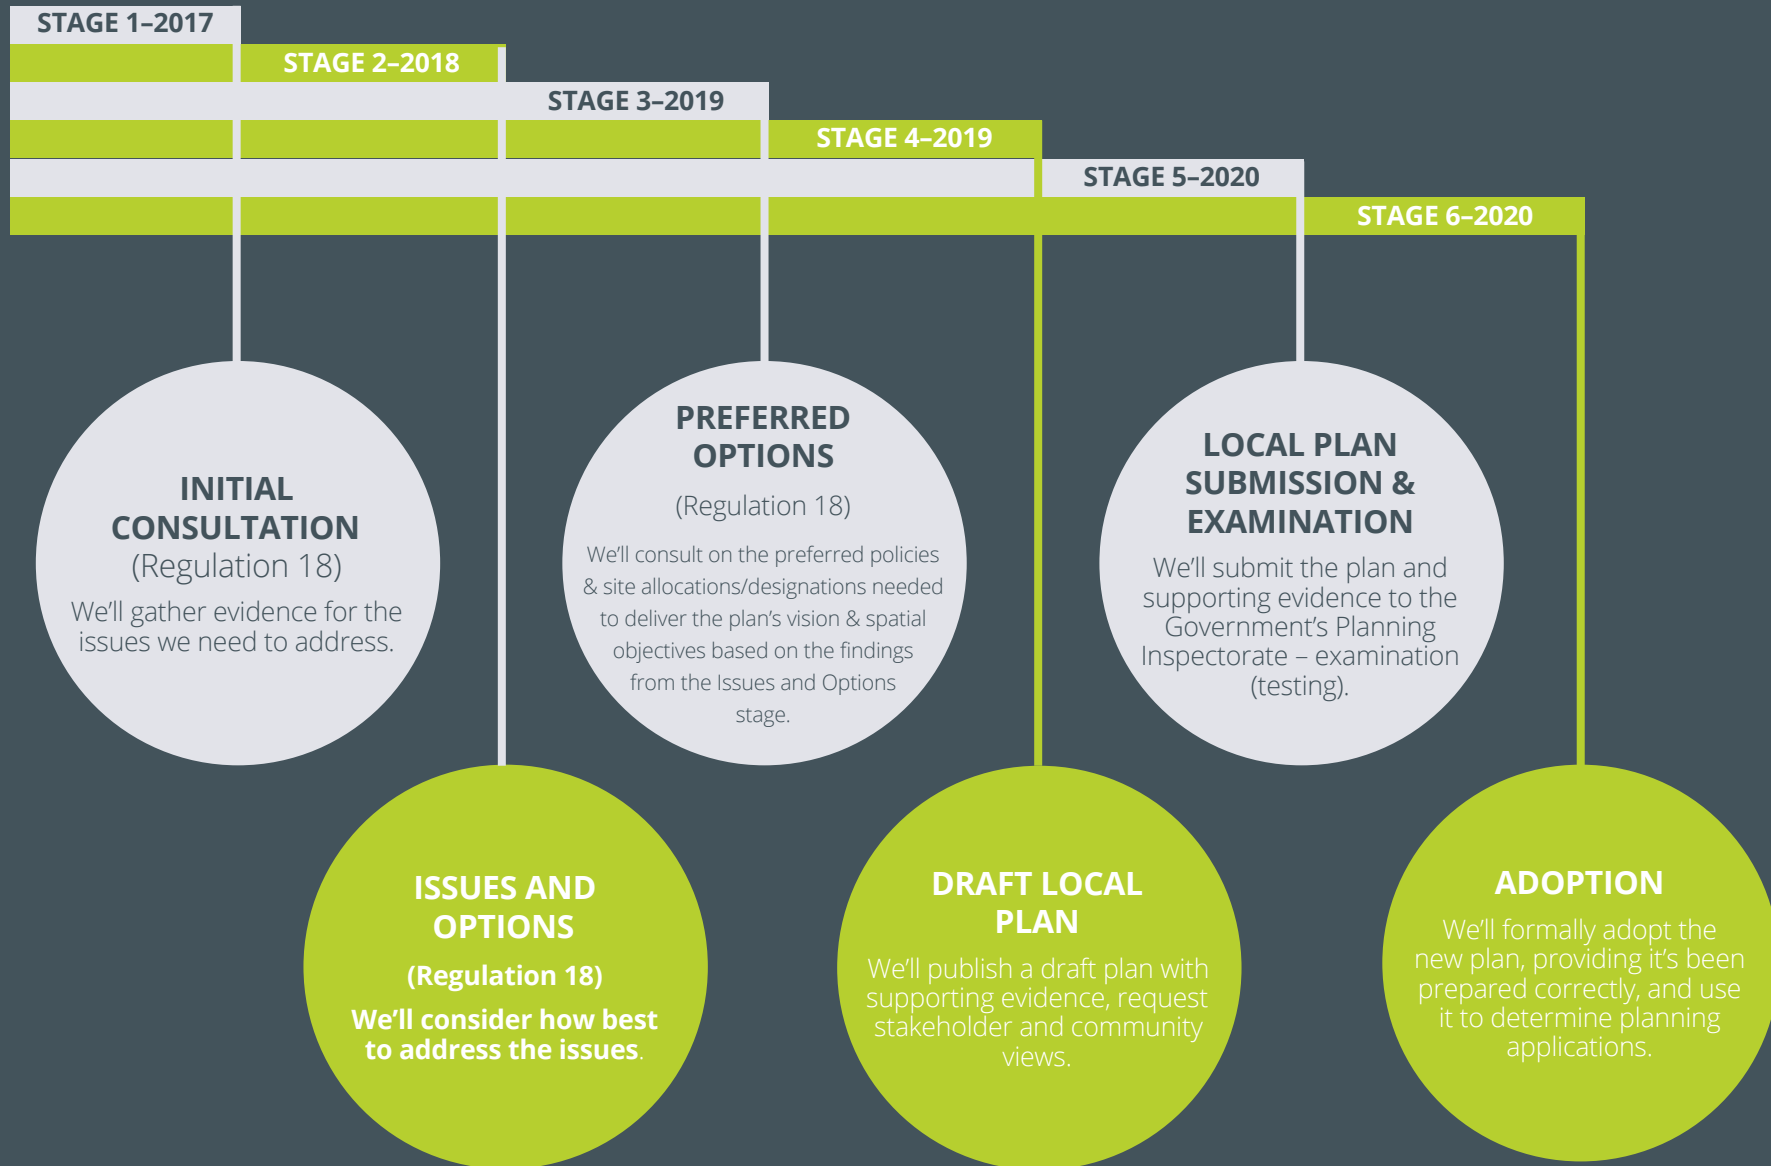 STAGE 1–2017
STAGE 2–2018
STAGE 3–2019
STAGE 4–2019
STAGE 5–2020
STAGE 6–2020
INITIAL
CONSULTATION
(Regulation 18)
We'll gather evidence for the
issues we need to address.
ISSUES AND
OPTIONS
(Regulation 18)
We'll consider how best
to address the issues.
PREFERRED
OPTIONS
(Regulation 18)
We'll consult on the preferred policies
& site allocations/designations needed
to deliver the plan's vision & spatial
objectives based on the findings
from the Issues and Options
stage.
DRAFT LOCAL
PLAN
We'll publish a draft plan with
supporting evidence, request
stakeholder and community
views.
LOCAL PLAN
SUBMISSION &
EXAMINATION
We'll submit the plan and
supporting evidence to the
Government's Planning
Inspectorate – examination
(testing).
ADOPTION
We'll formally adopt the
new plan, providing it's been
prepared correctly, and use
it to determine planning
applications.